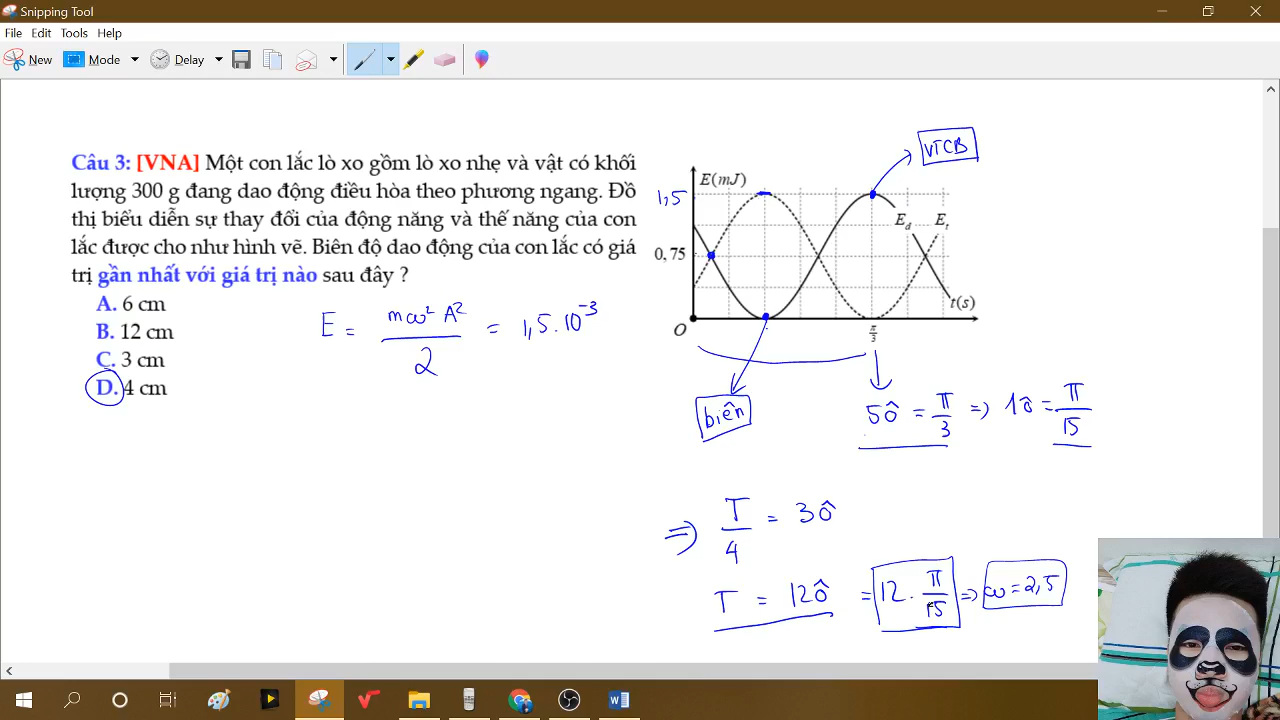 Snipping Tool
File Edit Tools Help
New Mode Delay
Câu 3: [VNA] Một con lắc lò xo gồm lò xo nhẹ và vật có khối
lượng 300 g đang dao động điều hòa theo phương ngang. Đồ
thị biểu diễn sự thay đổi của động năng và thế năng của con
lắc được cho như hình vẽ. Biên độ dao động của con lắc có giá
trị gần nhất với giá trị nào sau đây ?
A. 6 cm
B. 12 cm
C. 3 cm
D. 4 cm
E = mω²A²/2 = 1,5.10⁻³
VTCB
E(mJ)
1,5
0,75
E_đ E_t
t(s)
O π/3
biên
5ô = π/3 => 1ô = π/15
=> T/4 = 3ô
T = 12ô = 12. π/15 => ω = 2,5